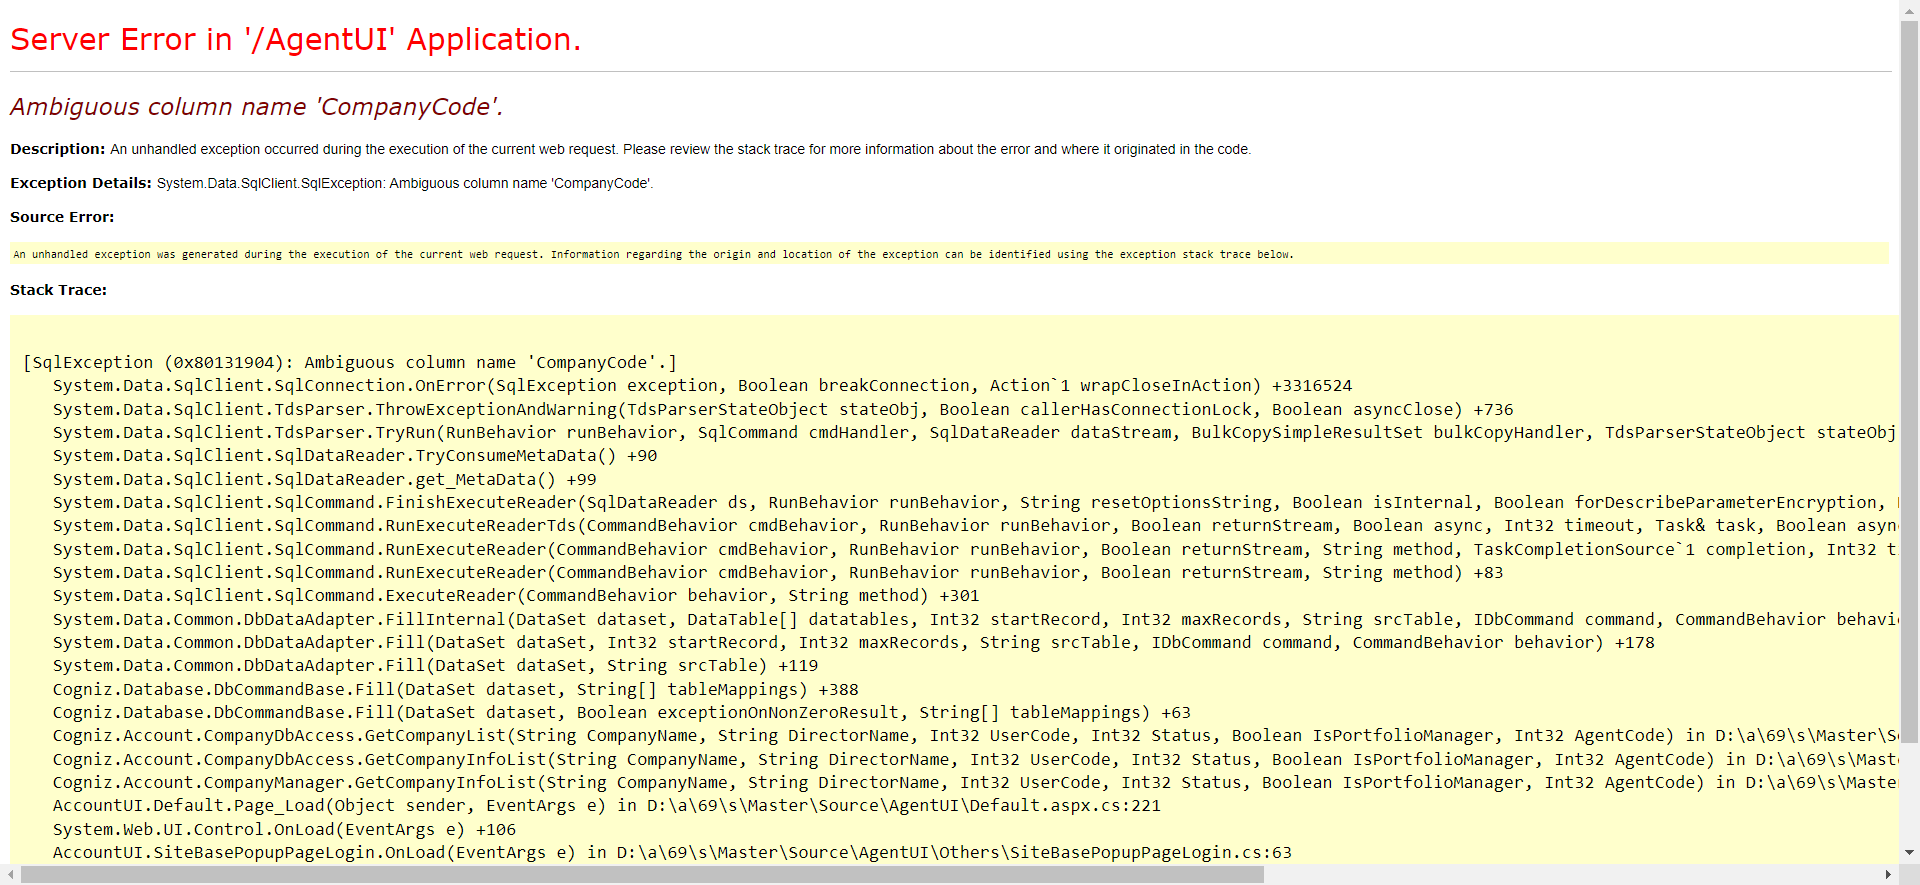 Server Error in '/AgentUI' Application.
Ambiguous column name 'CompanyCode'.
Description: An unhandled exception occurred during the execution of the current web request. Please review the stack trace for more information about the error and where it originated in the code.
Exception Details: System.Data.SqlClient.SqlException: Ambiguous column name 'CompanyCode'.
Source Error:
An unhandled exception was generated during the execution of the current web request. Information regarding the origin and location of the exception can be identified using the exception stack trace below.
Stack Trace:
[SqlException (0x80131904): Ambiguous column name 'CompanyCode'.]
System.Data.SqlClient.SqlConnection.OnError(SqlException exception, Boolean breakConnection, Action`1 wrapCloseInAction) +3316524
System.Data.SqlClient.TdsParser.ThrowExceptionAndWarning(TdsParserStateObject stateObj, Boolean callerHasConnectionLock, Boolean asyncClose) +736
System.Data.SqlClient.TdsParser.TryRun(RunBehavior runBehavior, SqlCommand cmdHandler, SqlDataReader dataStream, BulkCopySimpleResultSet bulkCopyHandler, TdsParserStateObject stateObj
System.Data.SqlClient.SqlDataReader.TryConsumeMetaData() +90
System.Data.SqlClient.SqlDataReader.get_MetaData() +99
System.Data.SqlClient.SqlCommand.FinishExecuteReader(SqlDataReader ds, RunBehavior runBehavior, String resetOptionsString, Boolean isInternal, Boolean forDescribeParameterEncryption,
System.Data.SqlClient.SqlCommand.RunExecuteReaderTds(CommandBehavior cmdBehavior, RunBehavior runBehavior, Boolean returnStream, Boolean async, Int32 timeout, Task& task, Boolean asyn
System.Data.SqlClient.SqlCommand.RunExecuteReader(CommandBehavior cmdBehavior, RunBehavior runBehavior, Boolean returnStream, String method, TaskCompletionSource`1 completion, Int32 t
System.Data.SqlClient.SqlCommand.RunExecuteReader(CommandBehavior cmdBehavior, RunBehavior runBehavior, Boolean returnStream, String method) +83
System.Data.SqlClient.SqlCommand.ExecuteReader(CommandBehavior behavior, String method) +301
System.Data.Common.DbDataAdapter.FillInternal(DataSet dataset, DataTable[] datatables, Int32 startRecord, Int32 maxRecords, String srcTable, IDbCommand command, CommandBehavior behavi
System.Data.Common.DbDataAdapter.Fill(DataSet dataSet, Int32 startRecord, Int32 maxRecords, String srcTable, IDbCommand command, CommandBehavior behavior) +178
System.Data.Common.DbDataAdapter.Fill(DataSet dataSet, String srcTable) +119
Cogniz.Database.DbCommandBase.Fill(DataSet dataset, String[] tableMappings) +388
Cogniz.Database.DbCommandBase.Fill(DataSet dataset, Boolean exceptionOnNonZeroResult, String[] tableMappings) +63
Cogniz.Account.CompanyDbAccess.GetCompanyList(String CompanyName, String DirectorName, Int32 UserCode, Int32 Status, Boolean IsPortfolioManager, Int32 AgentCode) in D:\a\69\s\Master\S
Cogniz.Account.CompanyDbAccess.GetCompanyInfoList(String CompanyName, String DirectorName, Int32 UserCode, Int32 Status, Boolean IsPortfolioManager, Int32 AgentCode) in D:\a\69\s\Mast
Cogniz.Account.CompanyManager.GetCompanyInfoList(String CompanyName, String DirectorName, Int32 UserCode, Int32 Status, Boolean IsPortfolioManager, Int32 AgentCode) in D:\a\69\s\Maste
AccountUI.Default.Page_Load(Object sender, EventArgs e) in D:\a\69\s\Master\Source\AgentUI\Default.aspx.cs:221
System.Web.UI.Control.OnLoad(EventArgs e) +106
AccountUI.SiteBasePopupPageLogin.OnLoad(EventArgs e) in D:\a\69\s\Master\Source\AgentUI\Others\SiteBasePopupPageLogin.cs:63